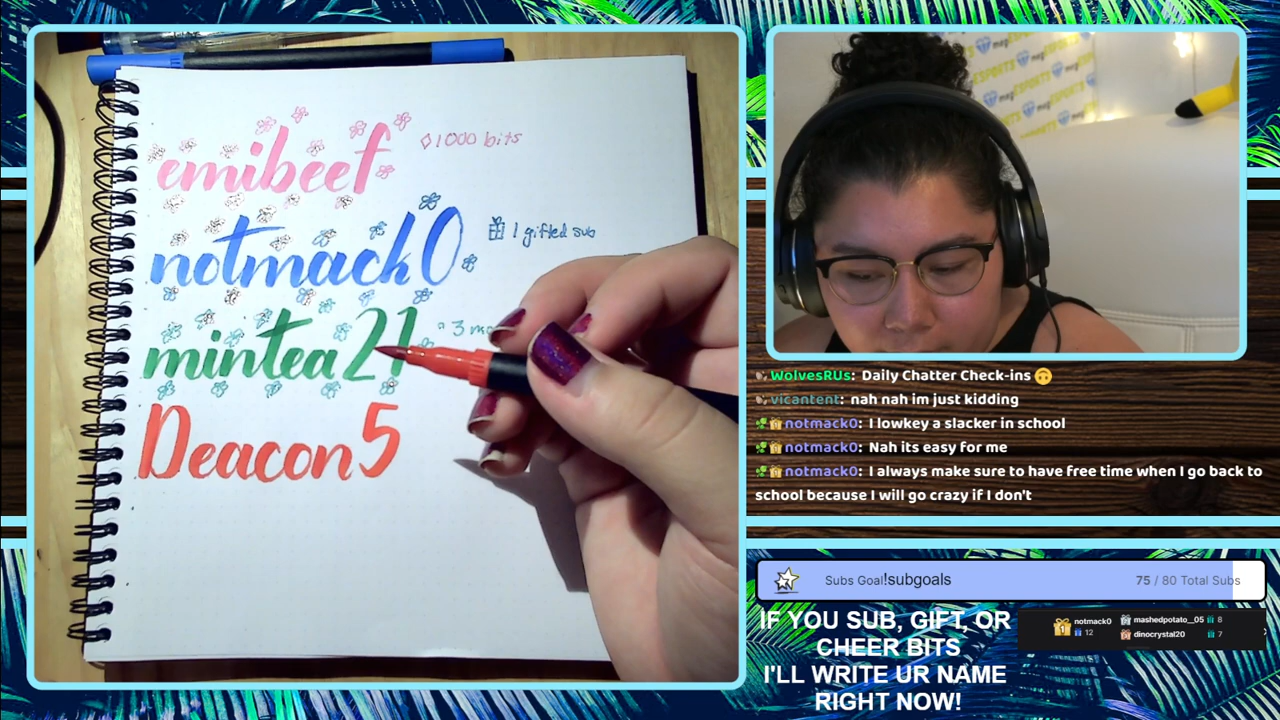 emibeef
1000 bits
notmack0
1 gifted sub
mintea21
3 mo
Deacon5
ESPORTS
WolvesRUs: Daily Chatter Check-ins 🙃
vicantent: nah nah im just kidding
notmack0: I lowkey a slacker in school
notmack0: Nah its easy for me
notmack0: I always make sure to have free time when I go back to
school because I will go crazy if I don't
Subs Goal!subgoals
75 / 80 Total Subs
IF YOU SUB, GIFT, OR
CHEER BITS
I'LL WRITE UR NAME
RIGHT NOW!
notmack0
12
mashedpotato__05 8
dinocrystal20 7